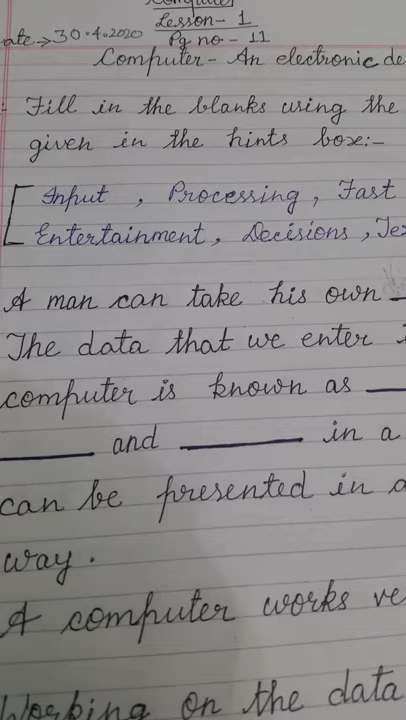 Computer
Lesson - 1
ate → 30.4.2020 Pg no - 11
Computer - An electronic de
Fill in the blanks using the
given in the hints box:-
Input , Processing , Fast
Entertainment , Decisions , Te
A man can take his own
The data that we enter i
computer is known as
and in a
can be presented in a
way .
A computer works ve
Working on the data